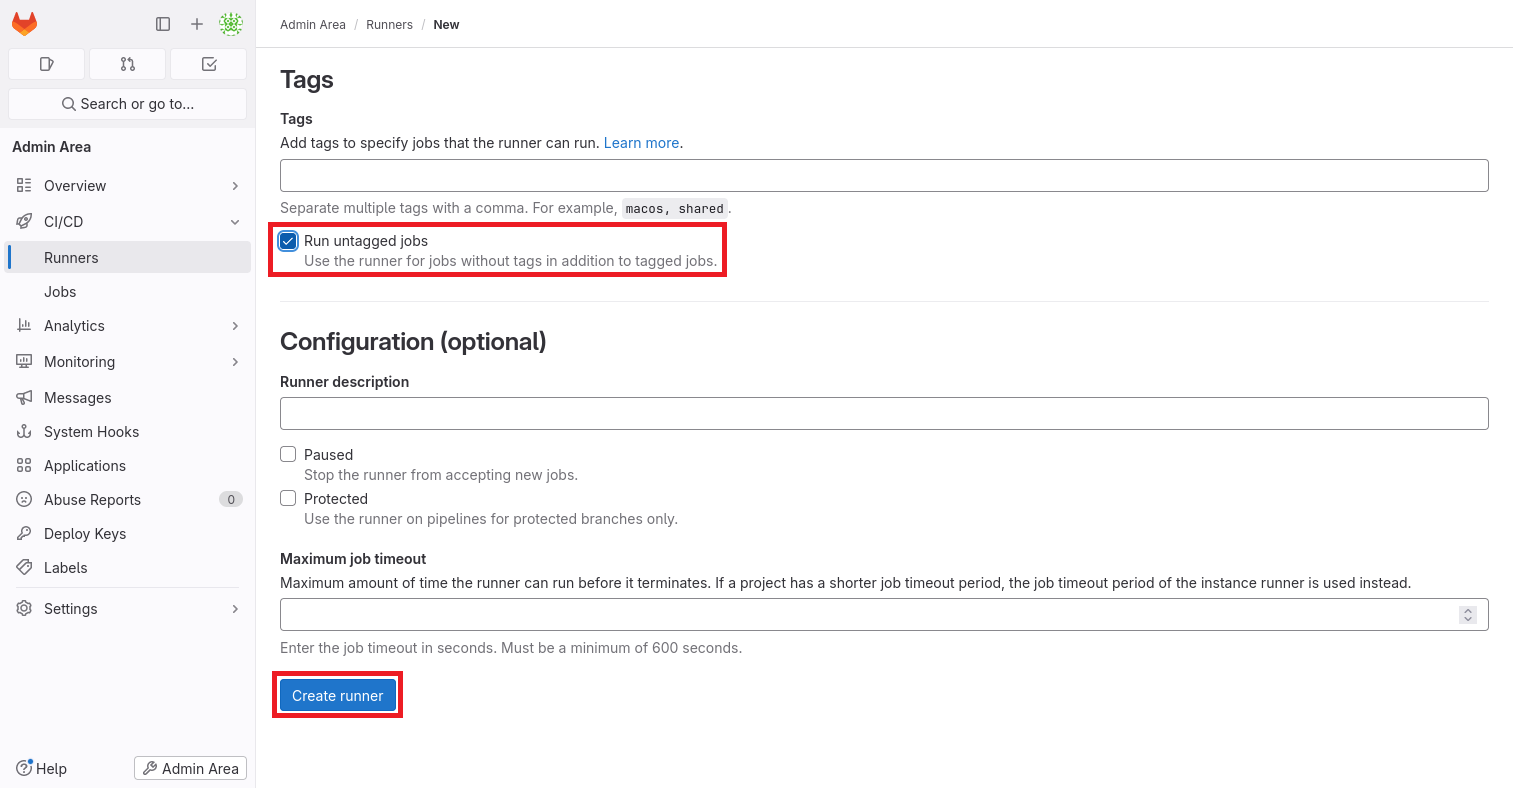 Search or go to...
Admin Area
Overview
CI/CD
Runners
Jobs
Analytics
Monitoring
Messages
System Hooks
Applications
Abuse Reports 0
Deploy Keys
Labels
Settings
Help
Admin Area
Admin Area / Runners / New
Tags
Tags
Add tags to specify jobs that the runner can run. Learn more.
Separate multiple tags with a comma. For example, macos, shared.
Run untagged jobs
Use the runner for jobs without tags in addition to tagged jobs.
Configuration (optional)
Runner description
Paused
Stop the runner from accepting new jobs.
Protected
Use the runner on pipelines for protected branches only.
Maximum job timeout
Maximum amount of time the runner can run before it terminates. If a project has a shorter job timeout period, the job timeout period of the instance runner is used instead.
Enter the job timeout in seconds. Must be a minimum of 600 seconds.
Create runner